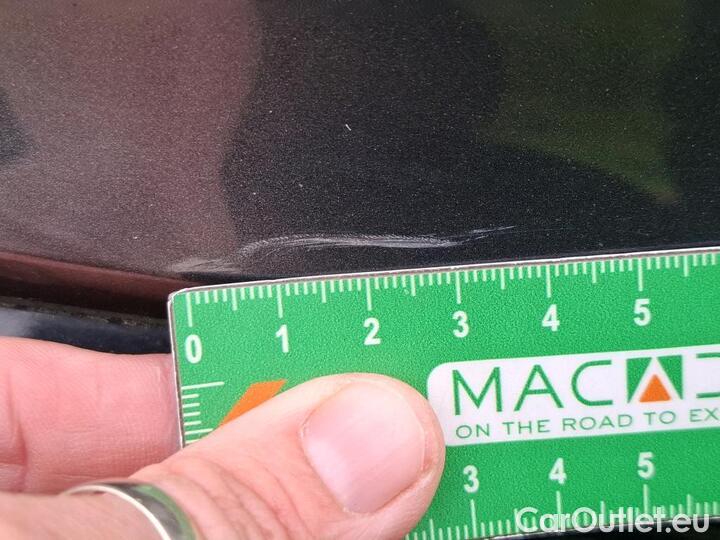 0 1 2 3 4 5
MAC
ON THE ROAD TO EX
3 4 5
CarOutlet.eu